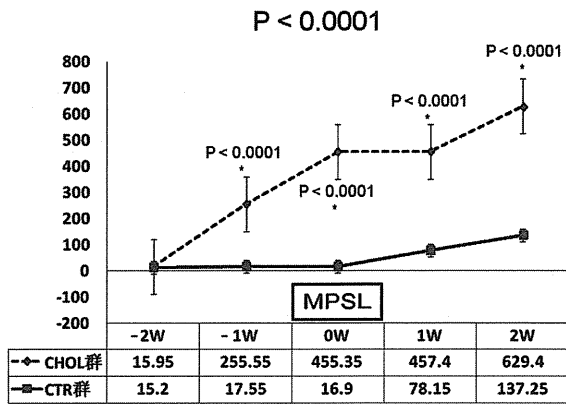 P < 0.0001
800
700
600
500
400
300
200
100
0
-100
-200
P < 0.0001
*
P < 0.0001
*
P < 0.0001
*
P < 0.0001
*
MPSL
−2W −1W 0W 1W 2W
CHOL群 15.95 255.55 455.35 457.4 629.4
CTR群 15.2 17.55 16.9 78.15 137.25